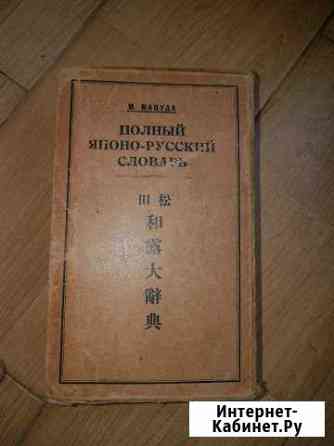 М. МАЦУДА
ПОЛНЫЙ
ЯПОНО-РУССКИЙ
СЛОВАРЬ
田松
和露大辭典
Интернет-
Кабинет.Ру